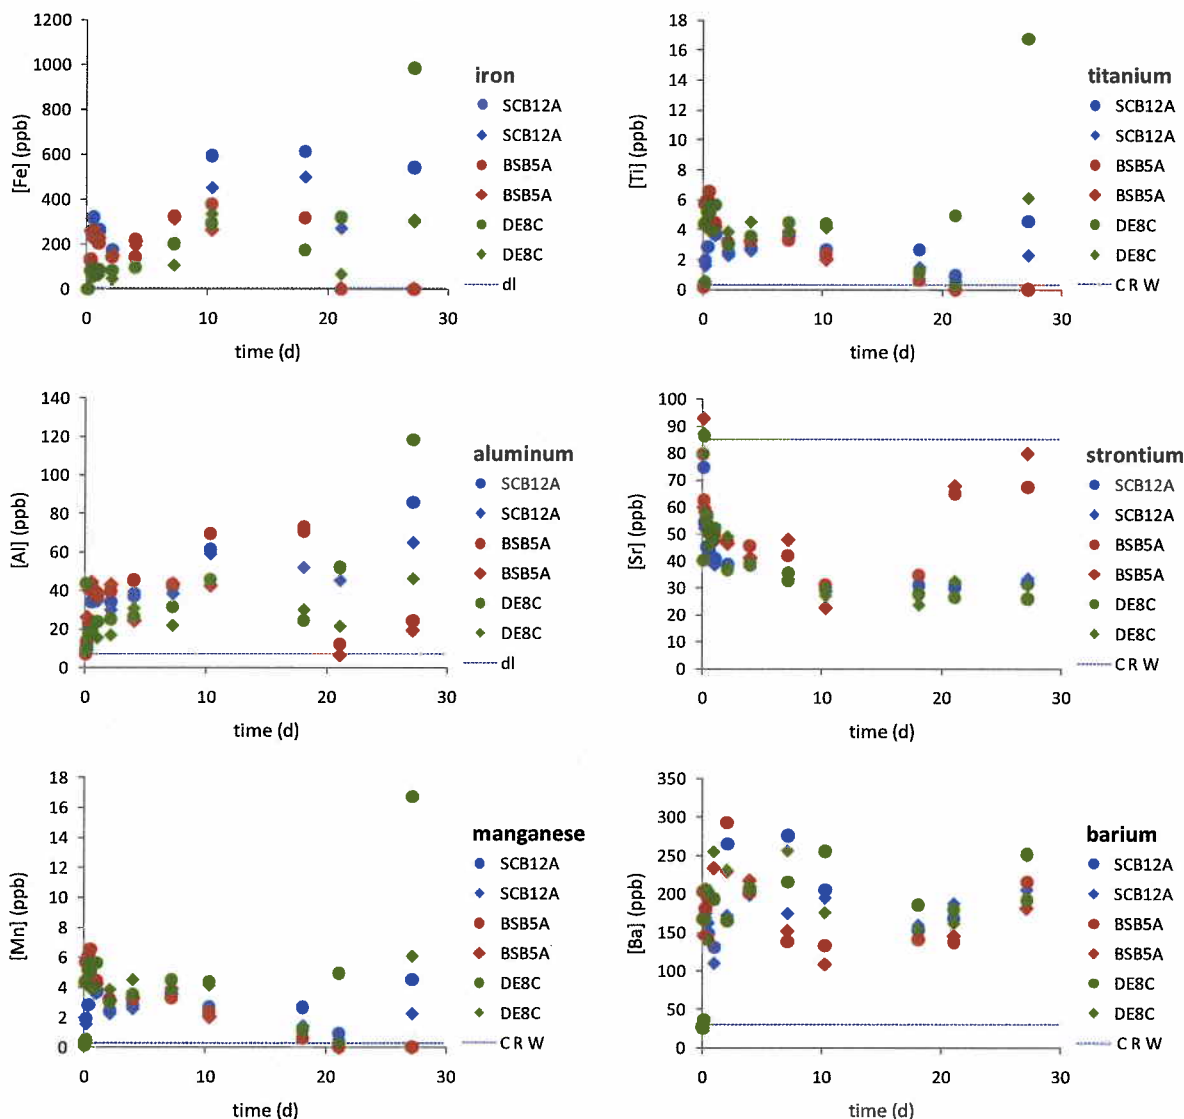 1200
1000
800
600
400
200
0
[Fe] (ppb)
0 10 20 30
time (d)
iron
SCB12A
SCB12A
BSB5A
BSB5A
DE8C
DE8C
dl
18
16
14
12
10
8
6
4
2
0
[Ti] (ppb)
0 10 20 30
time (d)
titanium
SCB12A
SCB12A
BSB5A
BSB5A
DE8C
DE8C
C R W
140
120
100
80
60
40
20
0
[Al] (ppb)
0 10 20 30
time (d)
aluminum
SCB12A
SCB12A
BSB5A
BSB5A
DE8C
DE8C
dl
100
90
80
70
60
50
40
30
20
10
0
[Sr] (ppb)
0 10 20 30
time (d)
strontium
SCB12A
SCB12A
BSB5A
BSB5A
DE8C
DE8C
C R W
18
16
14
12
10
8
6
4
2
0
[Mn] (ppb)
0 10 20 30
time (d)
manganese
SCB12A
SCB12A
BSB5A
BSB5A
DE8C
DE8C
C R W
350
300
250
200
150
100
50
0
[Ba] (ppb)
0 10 20 30
time (d)
barium
SCB12A
SCB12A
BSB5A
BSB5A
DE8C
DE8C
C R W